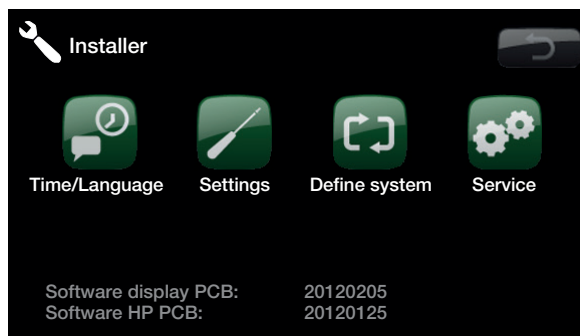 Installer
Time/Language Settings Define system Service
Software display PCB: 20120205
Software HP PCB: 20120125